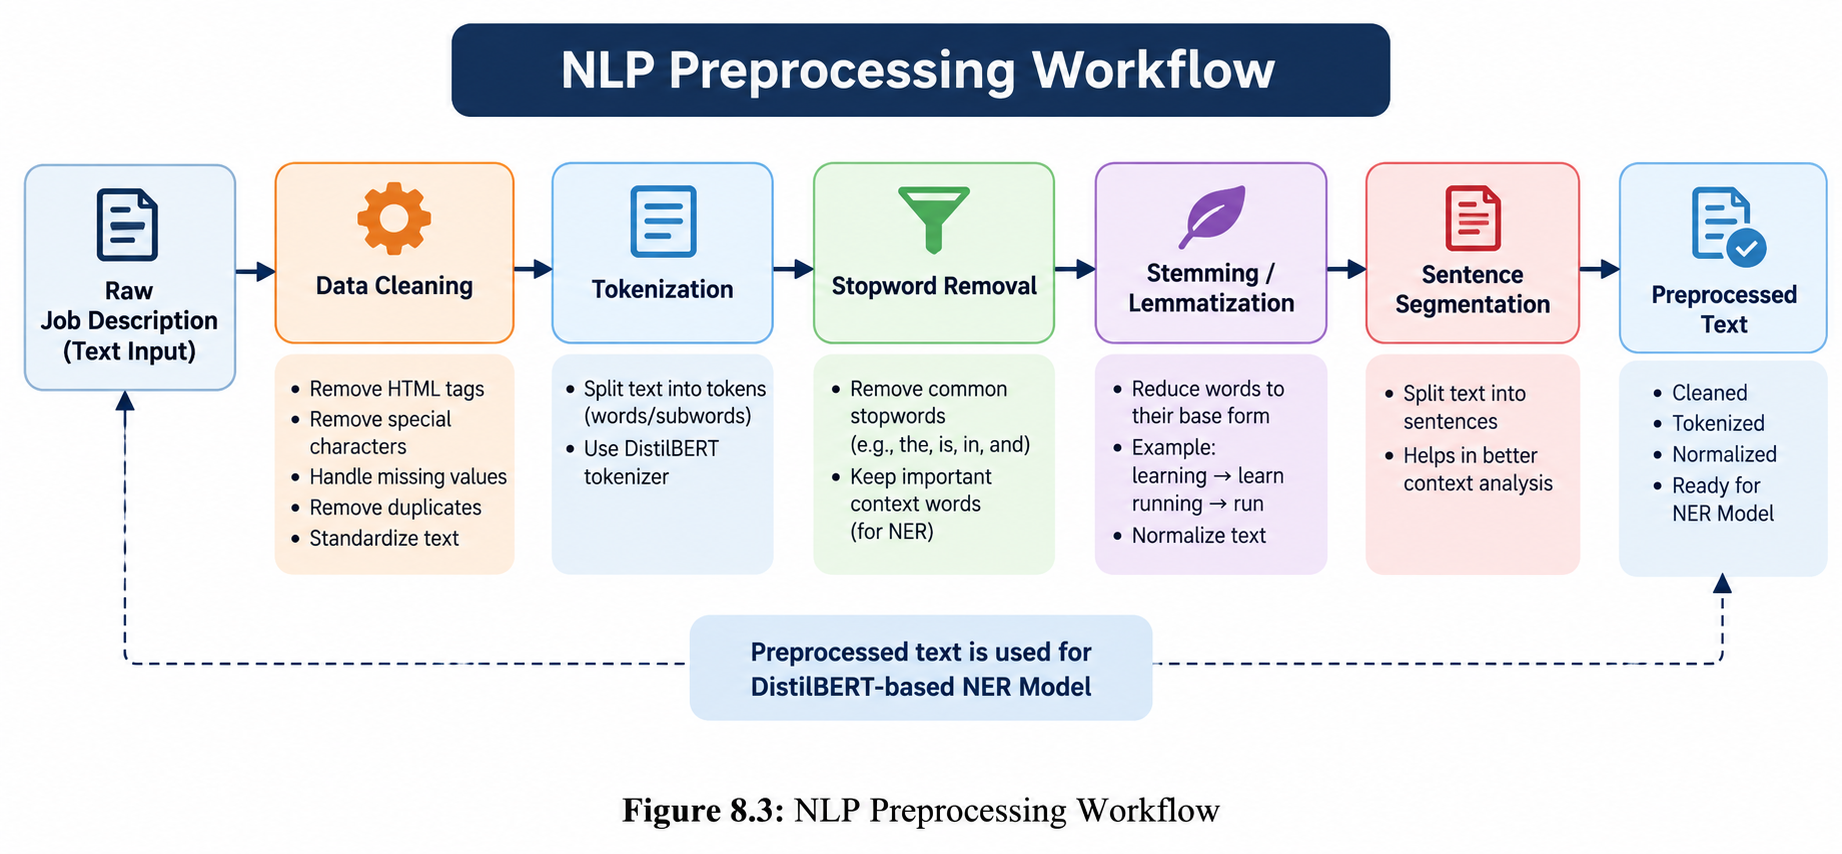 NLP Preprocessing Workflow
Raw
Job Description
(Text Input)
Data Cleaning
• Remove HTML tags
• Remove special
characters
• Handle missing values
• Remove duplicates
• Standardize text
Tokenization
• Split text into tokens
(words/subwords)
• Use DistilBERT
tokenizer
Stopword Removal
• Remove common
stopwords
(e.g., the, is, in, and)
• Keep important
context words
(for NER)
Stemming /
Lemmatization
• Reduce words to
their base form
• Example:
learning → learn
running → run
• Normalize text
Sentence
Segmentation
• Split text into
sentences
• Helps in better
context analysis
Preprocessed
Text
• Cleaned
• Tokenized
• Normalized
• Ready for
NER Model
Preprocessed text is used for
DistilBERT-based NER Model
Figure 8.3: NLP Preprocessing Workflow